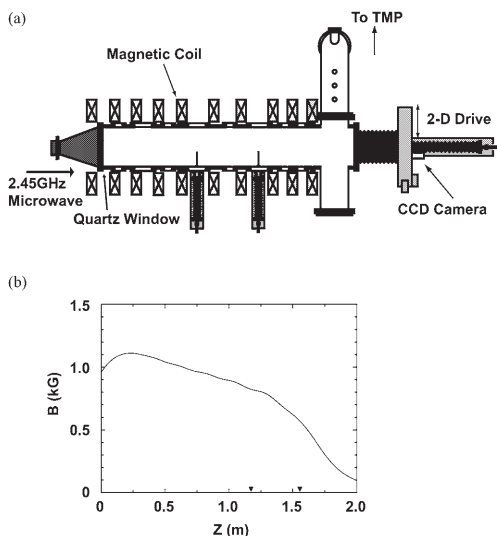 (a)
To TMP
Magnetic Coil
2-D Drive
2.45GHz
Microwave
Quartz Window
CCD Camera
(b)
1.5
1.0
0.5
0
B (kG)
0 0.5 1.0 1.5 2.0
Z (m)